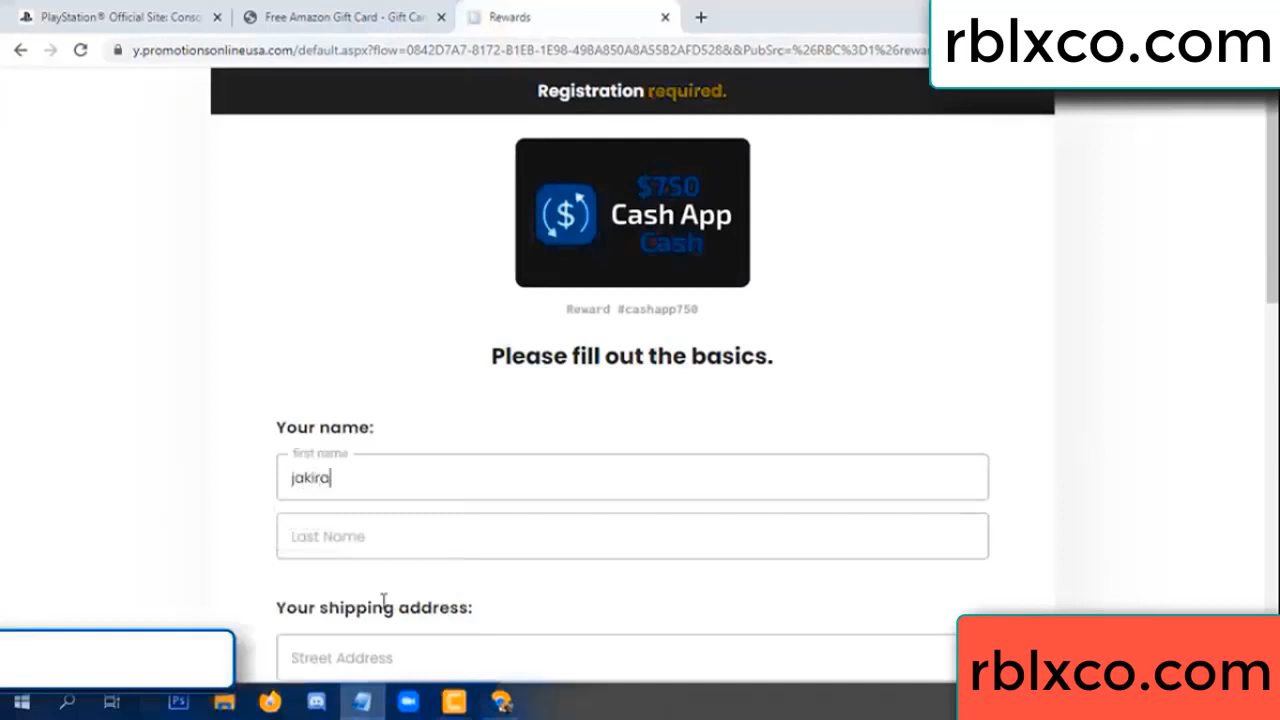 PlayStation® Official Site: Conso
Free Amazon Gift Card - Gift Car
Rewards
rblxco.com
y.promotionsonlineusa.com/default.aspx?flow=0842D7A7-8172-B1EB-1E98-49BA850A8A55B2AFD528&&PubSrc=%26RBC%3D1%26rewar
Registration required.
$750
Cash App
Cash
Reward #cashapp750
Please fill out the basics.
Your name:
first name
jakira
Last Name
Your shipping address:
Street Address
rblxco.com
Ps